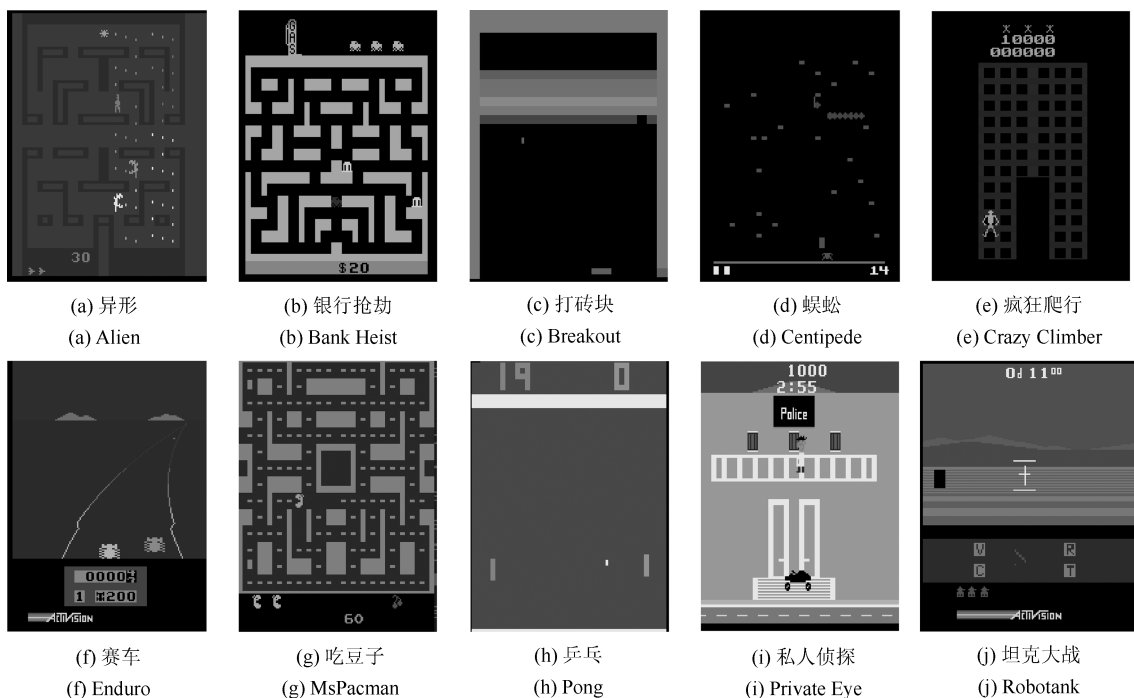 GAS
$20
14
10000
000000
30
(a) 异形
(b) 银行抢劫
(c) 打砖块
(d) 蜈蚣
(e) 疯狂爬行
(a) Alien
(b) Bank Heist
(c) Breakout
(d) Centipede
(e) Crazy Climber
19 0
1000
2:55
Police
0d 1100
V R
C T
0000
1 200
ACTIVISION
60
ACTIVISION
(f) 赛车
(g) 吃豆子
(h) 乒乓
(i) 私人侦探
(j) 坦克大战
(f) Enduro
(g) MsPacman
(h) Pong
(i) Private Eye
(j) Robotank